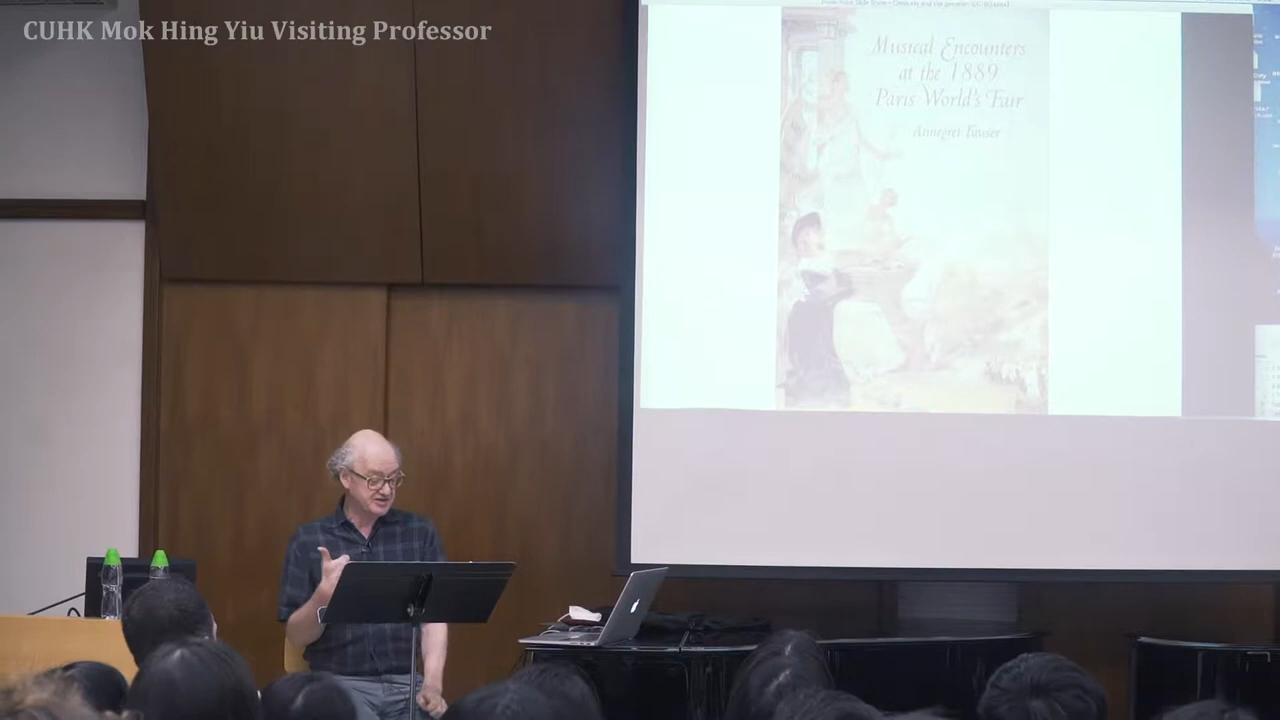 CUHK Mok Hing Yiu Visiting Professor
Musical Encounters
at the 1889
Paris World's Fair
Annegret Fauser